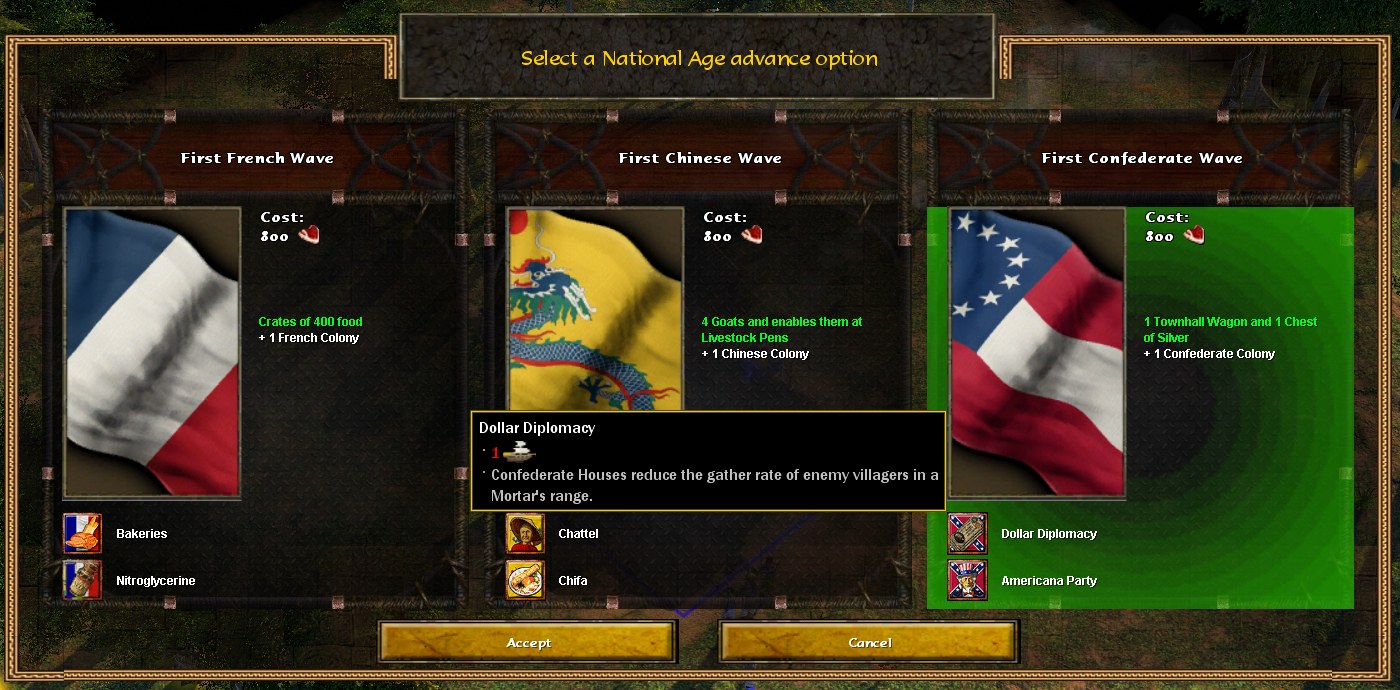 Select a National Age advance option
First French Wave
Cost:
800
Crates of 400 food
+ 1 French Colony
Bakeries
Nitroglycerine
First Chinese Wave
Cost:
800
4 Goats and enables them at
Livestock Pens
+ 1 Chinese Colony
Dollar Diplomacy
· 1
· Confederate Houses reduce the gather rate of enemy villagers in a
Mortar's range.
Chattel
Chifa
First Confederate Wave
Cost:
800
1 Townhall Wagon and 1 Chest
of Silver
+ 1 Confederate Colony
Dollar Diplomacy
Americana Party
Accept
Cancel